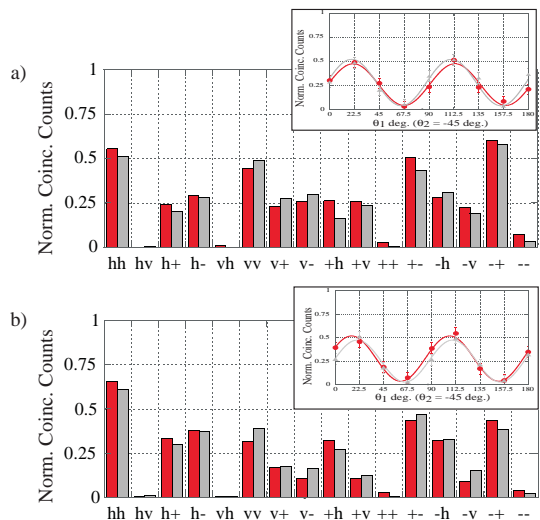 a)
Norm. Coinc. Counts
1
0.75
0.5
0.25
0
hh hv h+ h- vh vv v+ v- +h +v ++ +- -h -v -+ --
Norm. Coinc. Counts
1
0.75
0.5
0.25
0
0 22.5 45 67.5 90 112.5 135 157.5 180
θ1 deg. (θ2 = -45 deg.)
b)
Norm. Coinc. Counts
1
0.75
0.5
0.25
0
hh hv h+ h- vh vv v+ v- +h +v ++ +- -h -v -+ --
Norm. Coinc. Counts
1
0.75
0.5
0.25
0
0 22.5 45 67.5 90 112.5 135 157.5 180
θ1 deg. (θ2 = -45 deg.)